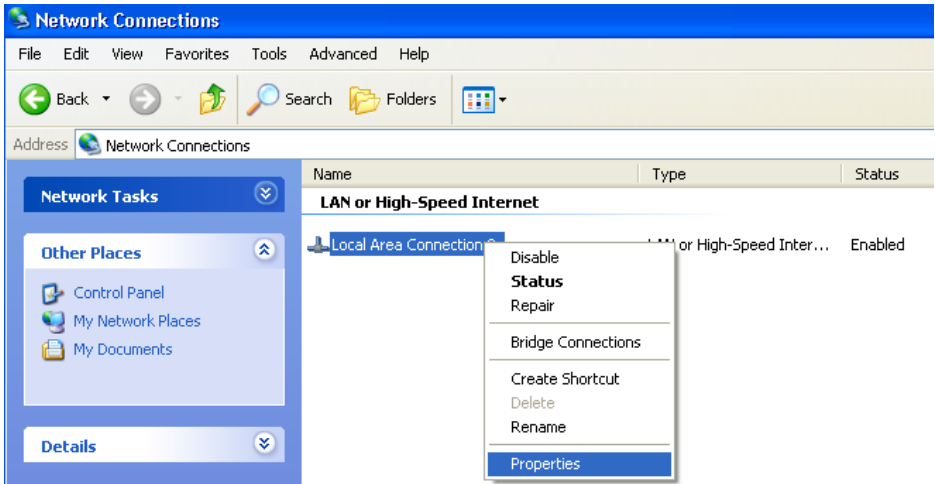 Network Connections
File Edit View Favorites Tools Advanced Help
Back Search Folders
Address Network Connections
Name Type Status
Network Tasks
LAN or High-Speed Internet
Local Area Connection or High-Speed Inter... Enabled
Other Places
Control Panel
My Network Places
My Documents
Details
Disable
Status
Repair
Bridge Connections
Create Shortcut
Delete
Rename
Properties